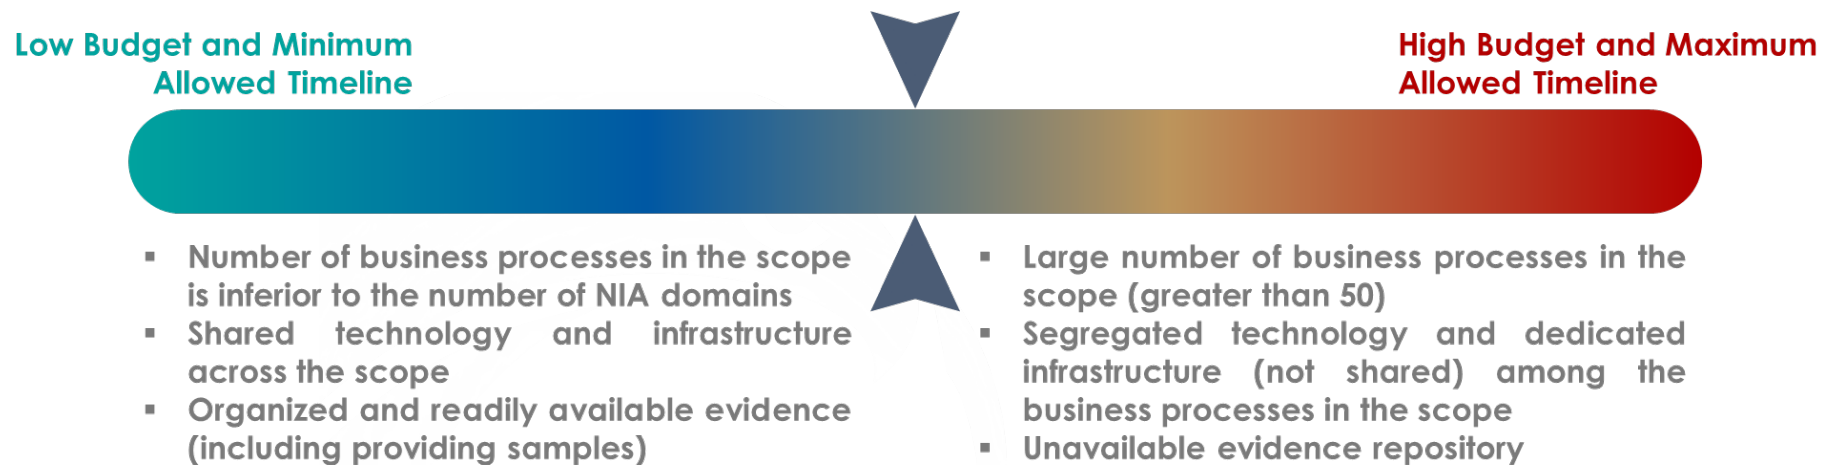 Low Budget and Minimum
Allowed Timeline
High Budget and Maximum
Allowed Timeline
▪ Number of business processes in the scope
is inferior to the number of NIA domains
▪ Shared technology and infrastructure
across the scope
▪ Organized and readily available evidence
(including providing samples)
▪ Large number of business processes in the
scope (greater than 50)
▪ Segregated technology and dedicated
infrastructure (not shared) among the
business processes in the scope
▪ Unavailable evidence repository